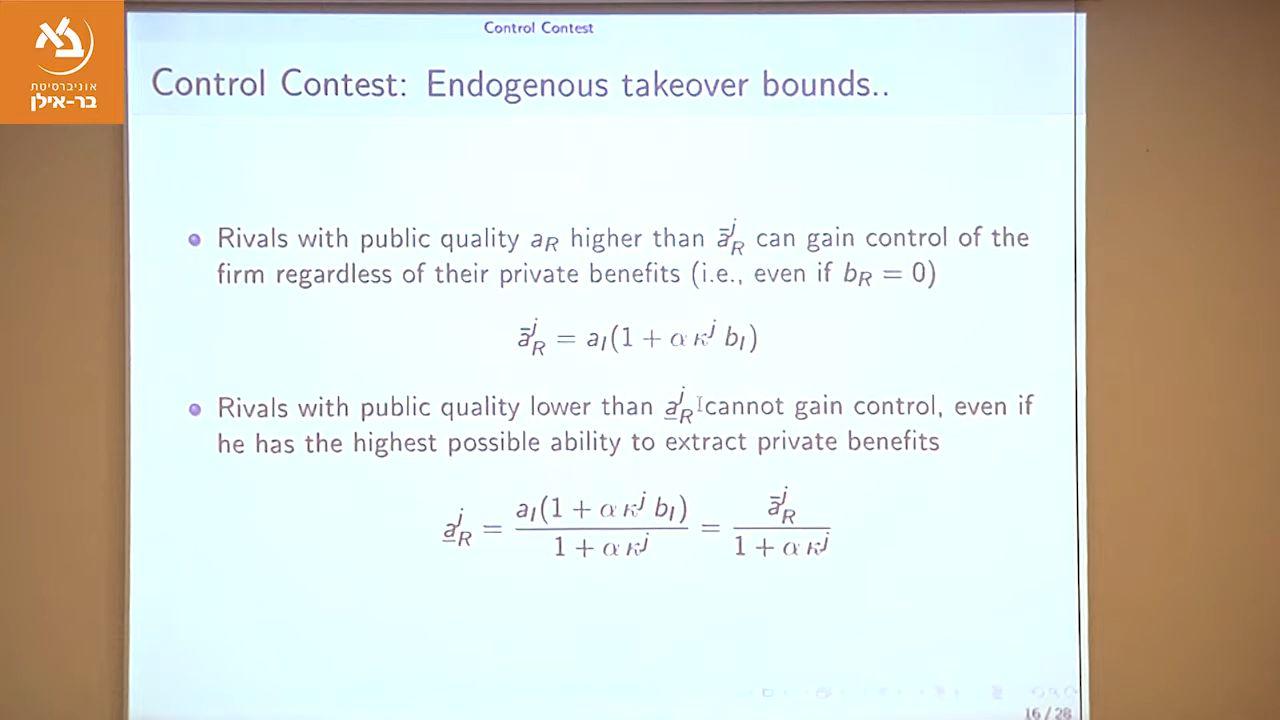 אוניברסיטת
בר-אילן
Control Contest
Control Contest: Endogenous takeover bounds..
Rivals with public quality a_R higher than ā^j_R can gain control of the
firm regardless of their private benefits (i.e., even if b_R = 0)
ā^j_R = a_I(1 + α κ^j b_I)
Rivals with public quality lower than a̲^j_R cannot gain control, even if
he has the highest possible ability to extract private benefits
a̲^j_R = a_I(1 + α κ^j b_I) / (1 + α κ^j) = ā^j_R / (1 + α κ^j)
16 / 28